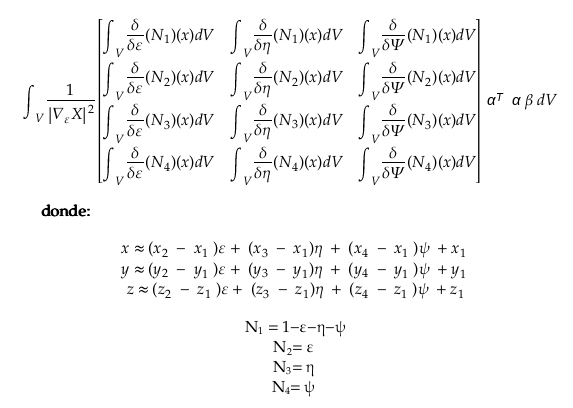 ∫_V 1/|∇_ε X|² [ ∫_V δ/δε (N₁)(x)dV ∫_V δ/δη (N₁)(x)dV ∫_V δ/δΨ (N₁)(x)dV
∫_V δ/δε (N₂)(x)dV ∫_V δ/δη (N₂)(x)dV ∫_V δ/δΨ (N₂)(x)dV
∫_V δ/δε (N₃)(x)dV ∫_V δ/δη (N₃)(x)dV ∫_V δ/δΨ (N₃)(x)dV
∫_V δ/δε (N₄)(x)dV ∫_V δ/δη (N₄)(x)dV ∫_V δ/δΨ (N₄)(x)dV ] αᵀ α β dV
donde:
x ≈ (x₂ − x₁ )ε + (x₃ − x₁)η + (x₄ − x₁ )ψ + x₁
y ≈ (y₂ − y₁ )ε + (y₃ − y₁)η + (y₄ − y₁ )ψ + y₁
z ≈ (z₂ − z₁ )ε + (z₃ − z₁)η + (z₄ − z₁ )ψ + z₁
N₁ = 1−ε−η−ψ
N₂= ε
N₃= η
N₄= ψ